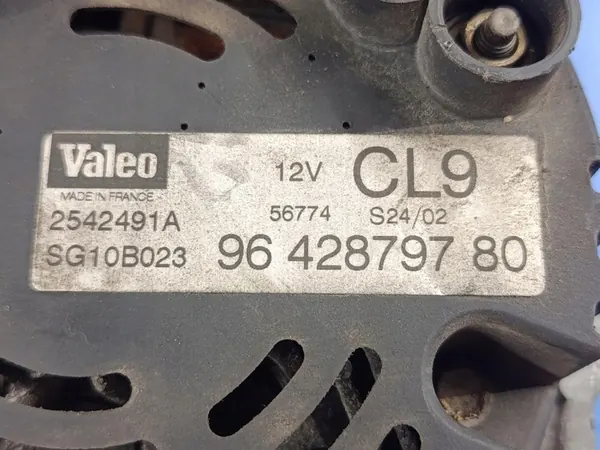 Valeo 12V CL9
MADE IN FRANCE
2542491A 56774 S24/02
SG10B023 96 428797 80